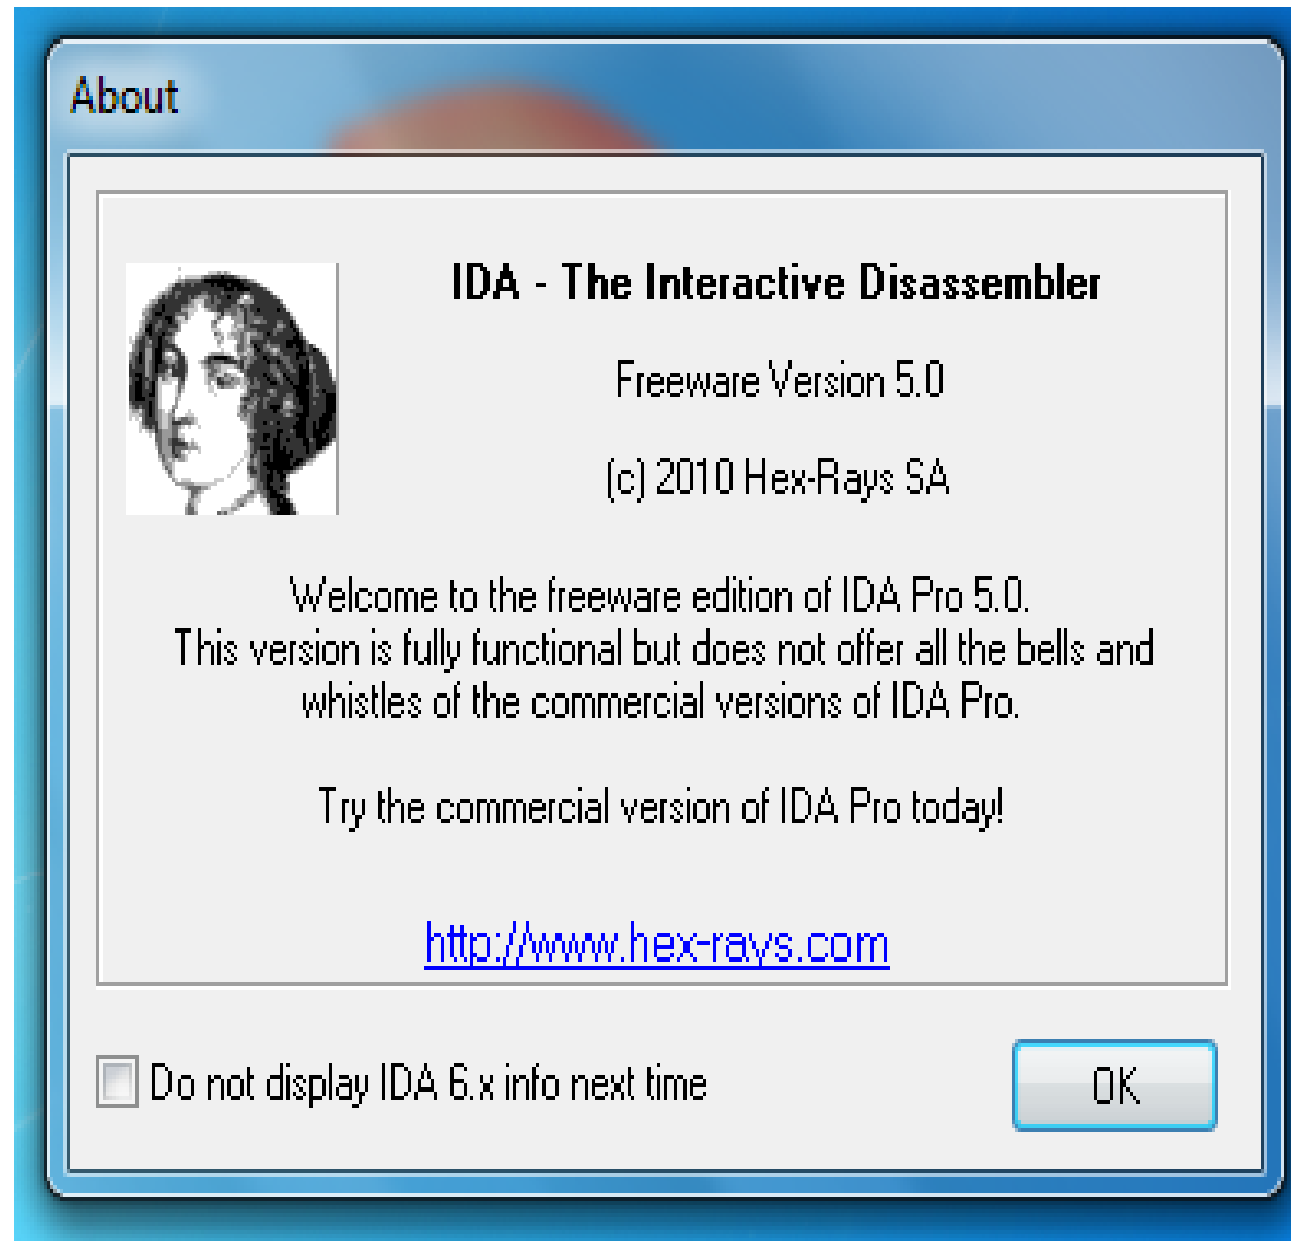 About
IDA - The Interactive Disassembler
Freeware Version 5.0
(c) 2010 Hex-Rays SA
Welcome to the freeware edition of IDA Pro 5.0.
This version is fully functional but does not offer all the bells and
whistles of the commercial versions of IDA Pro.
Try the commercial version of IDA Pro today!
http://www.hex-rays.com
Do not display IDA 6.x info next time
OK